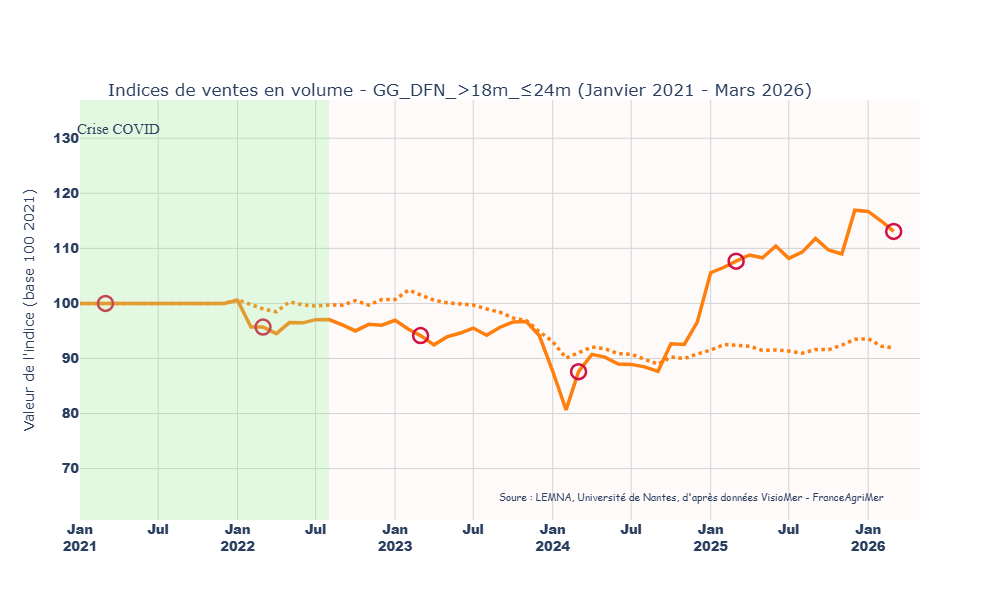 Indices de ventes en volume - GG_DFN_>18m_≤24m (Janvier 2021 - Mars 2026)
Crise COVID
Valeur de l'indice (base 100 2021)
130
120
110
100
90
80
70
Soure : LEMNA, Université de Nantes, d'après données VisioMer - FranceAgriMer
Jan Jul Jan Jul Jan Jul Jan Jul Jan Jul Jan
2021 2022 2023 2024 2025 2026